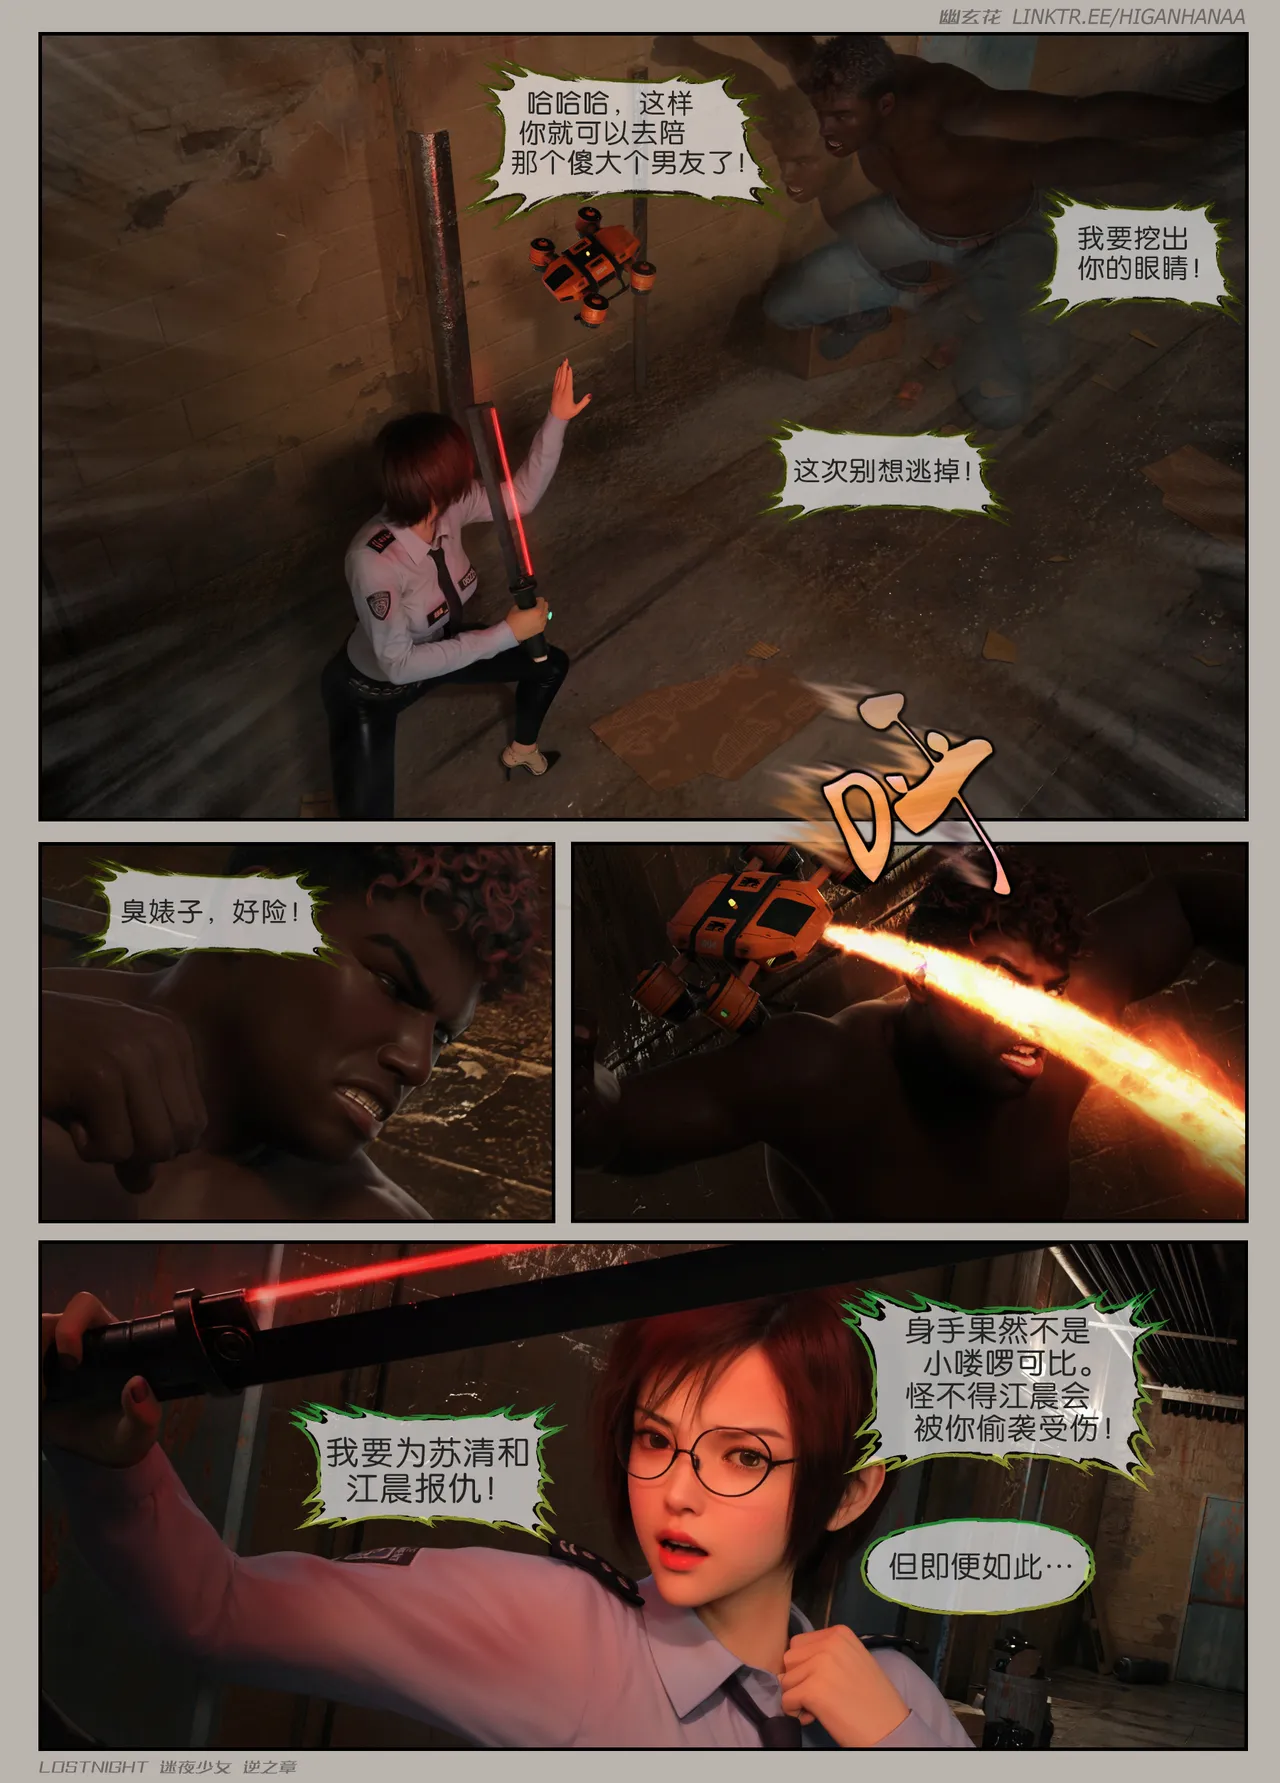 幽玄花 LINKTR.EE/HIGANHANAA
哈哈哈，这样
你就可以去陪
那个傻大个男友了！
我要挖出
你的眼睛！
这次别想逃掉！
吁
臭婊子，好险！
身手果然不是
小喽啰可比。
怪不得江晨会
被你偷袭受伤！
我要为苏清和
江晨报仇！
但即便如此…
LOSTNIGHT 迷夜少女 逆之章